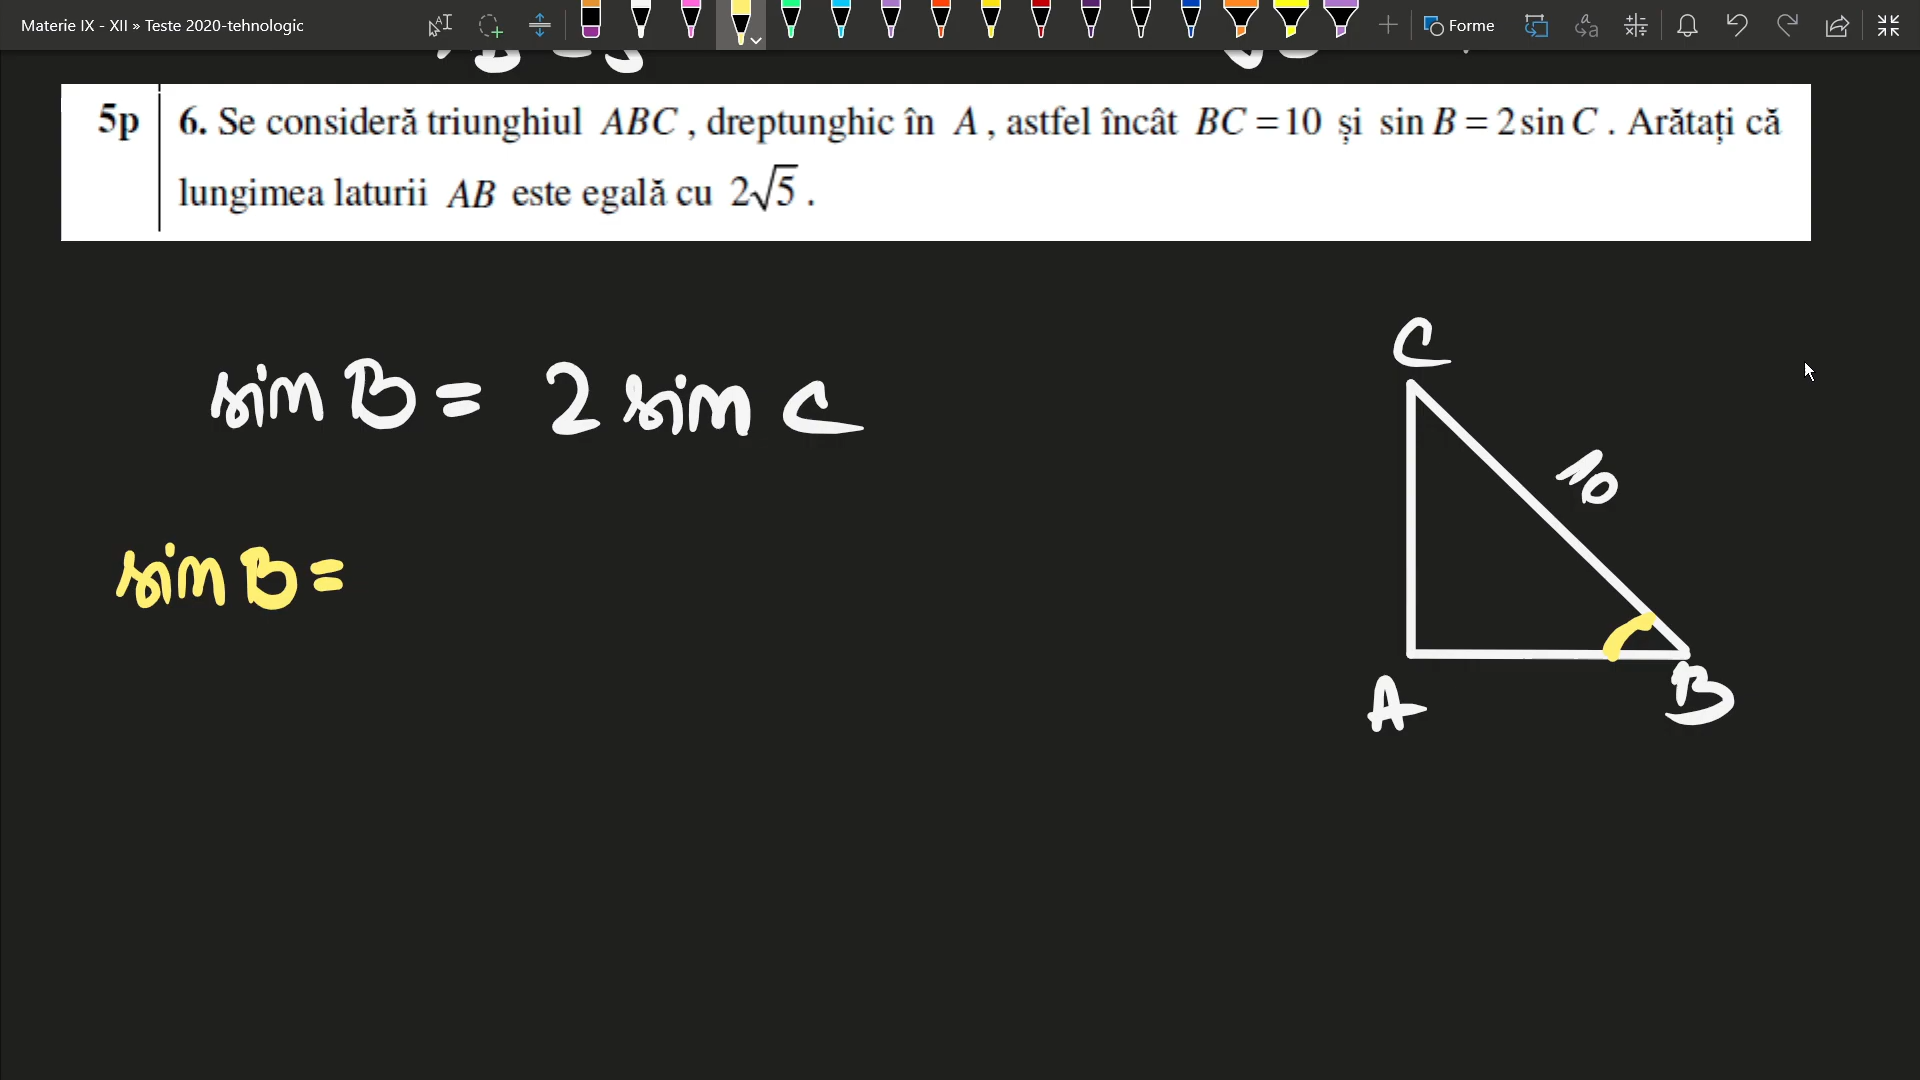 Materie IX - XII » Teste 2020-tehnologic
Forme
5p 6. Se consideră triunghiul ABC , dreptunghic în A , astfel încât BC = 10 și sin B = 2 sin C . Arătați că
lungimea laturii AB este egală cu 2√5 .
sin B = 2 sin C
C
10
sin B =
A B